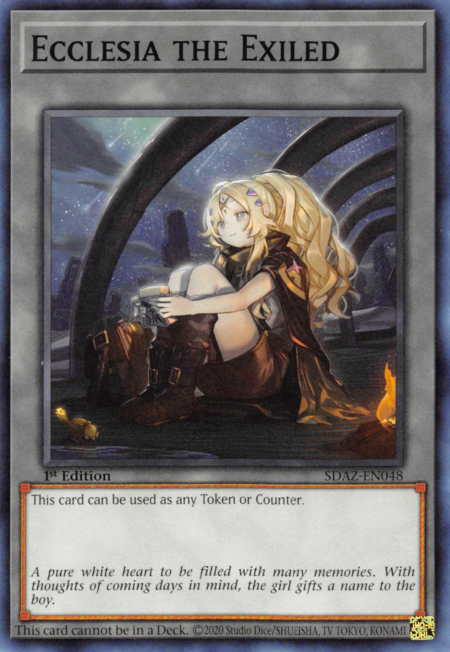 ECCLESIA THE EXILED
1st Edition
SDAZ-EN048
This card can be used as any Token or Counter.
A pure white heart to be filled with many memories. With
thoughts of coming days in mind, the girl gifts a name to the
boy.
This card cannot be in a Deck. ©2020 Studio Dice/SHUEISHA, TV TOKYO, KONAMI